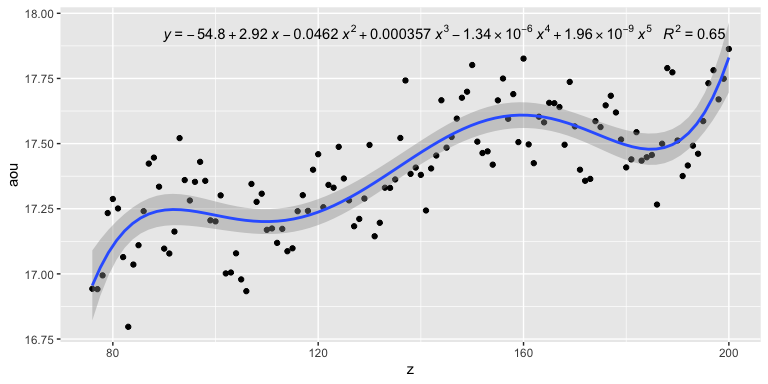 y = −54.8 + 2.92 x − 0.0462 x² + 0.000357 x³ − 1.34×10⁻⁶ x⁴ + 1.96×10⁻⁹ x⁵   R² = 0.65
18.00
17.75
17.50
17.25
17.00
16.75
aou
80 120 160 200
z